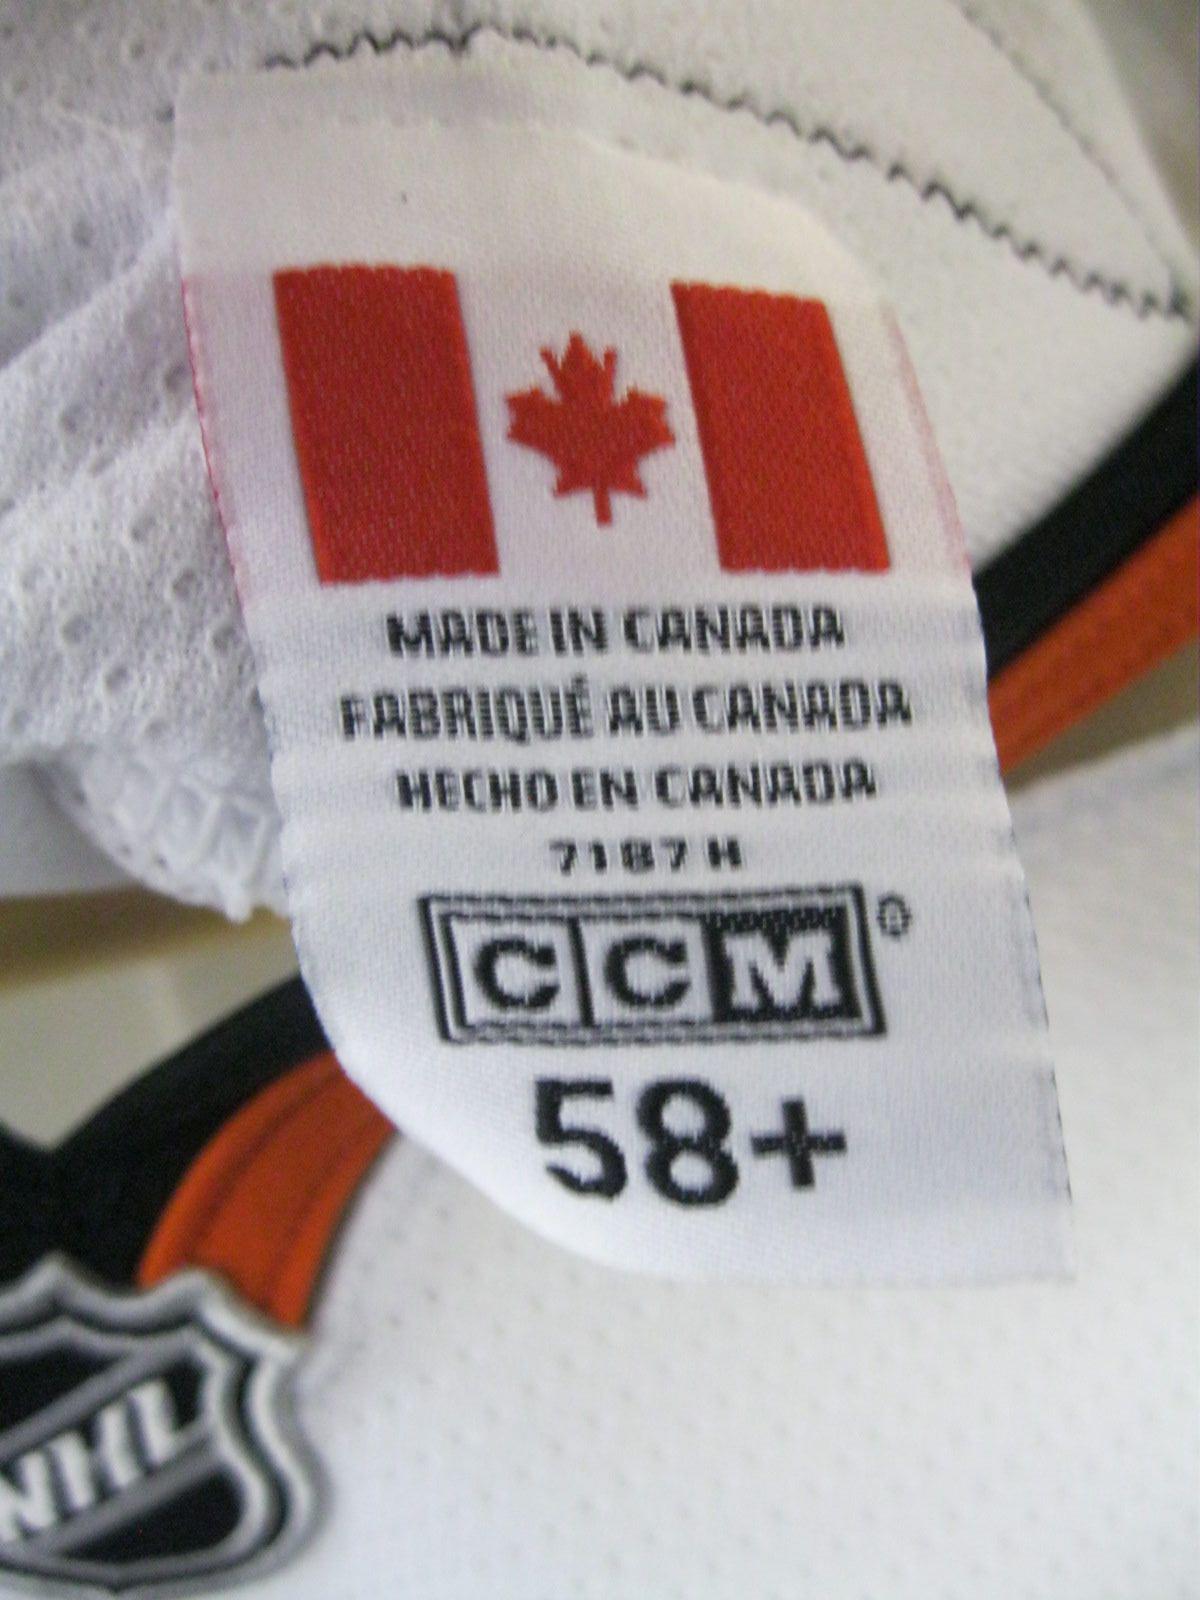 MADE IN CANADA
FABRIQUÉ AU CANADA
HECHO EN CANADA
7187 H
CCM®
58+
NHL